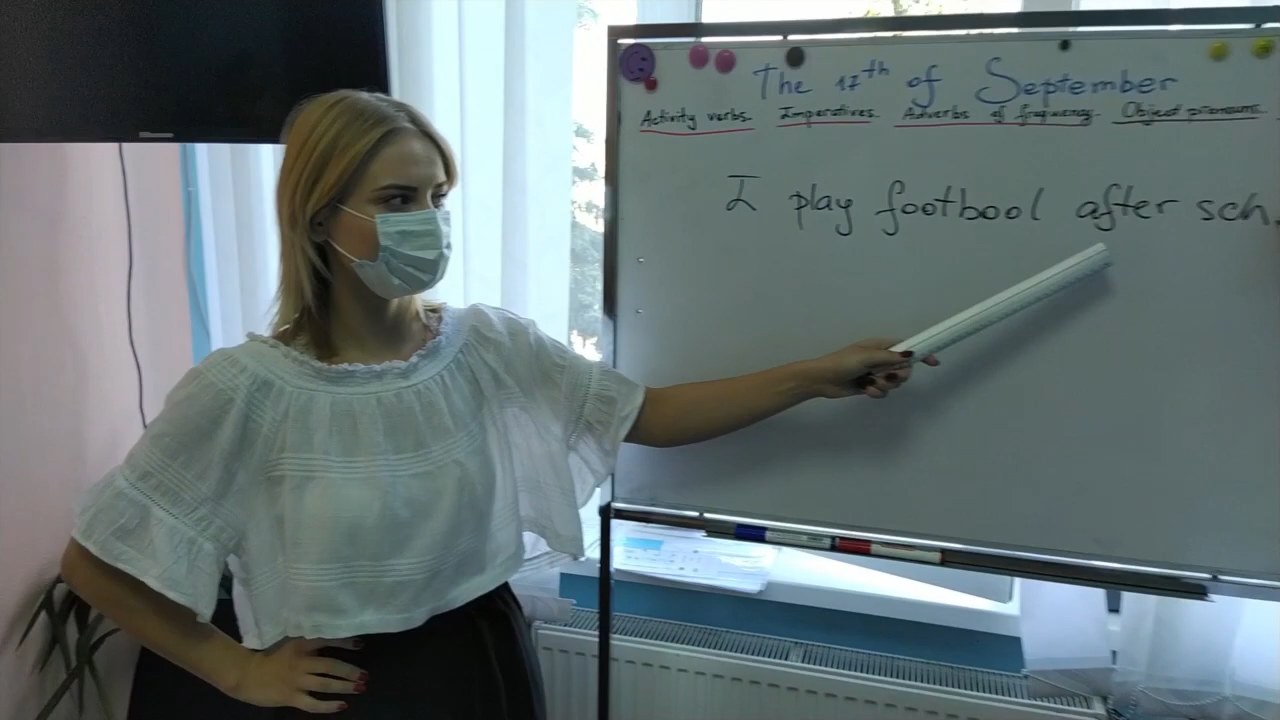 The 17th of September
Activity verbs. Imperatives. Adverbs of frequency. Object pronouns.
I play footbool after sch